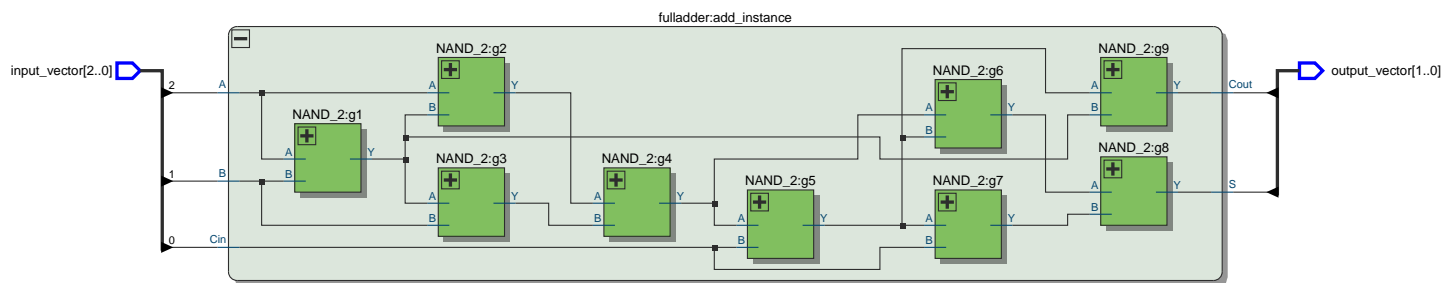 fulladder:add_instance
input_vector[2..0]
2
1
0
A
B
Cin
NAND_2:g1
A
B
Y
NAND_2:g2
A
B
Y
NAND_2:g3
A
B
Y
NAND_2:g4
A
B
Y
NAND_2:g5
A
B
Y
NAND_2:g6
A
B
Y
NAND_2:g7
A
B
Y
NAND_2:g9
A
B
Y
NAND_2:g8
A
B
Y
Cout
S
output_vector[1..0]